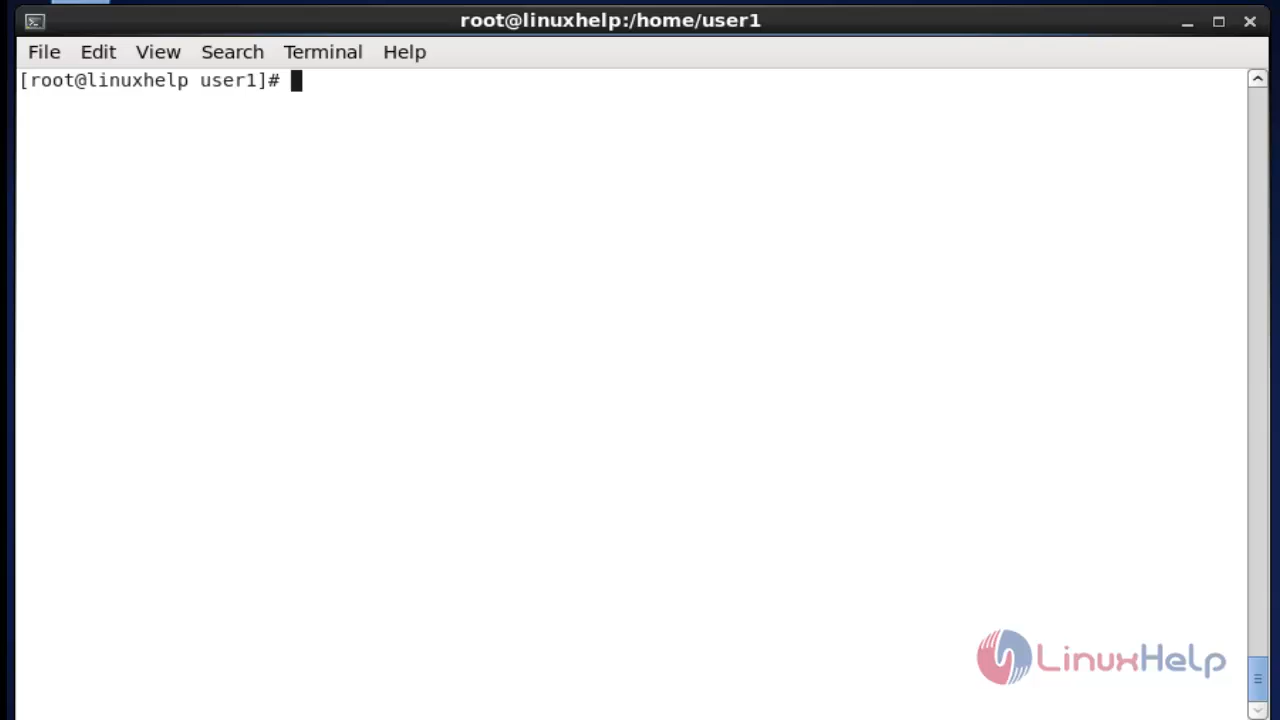 root@linuxhelp:/home/user1
File Edit View Search Terminal Help
[root@linuxhelp user1]#
LinuxHelp